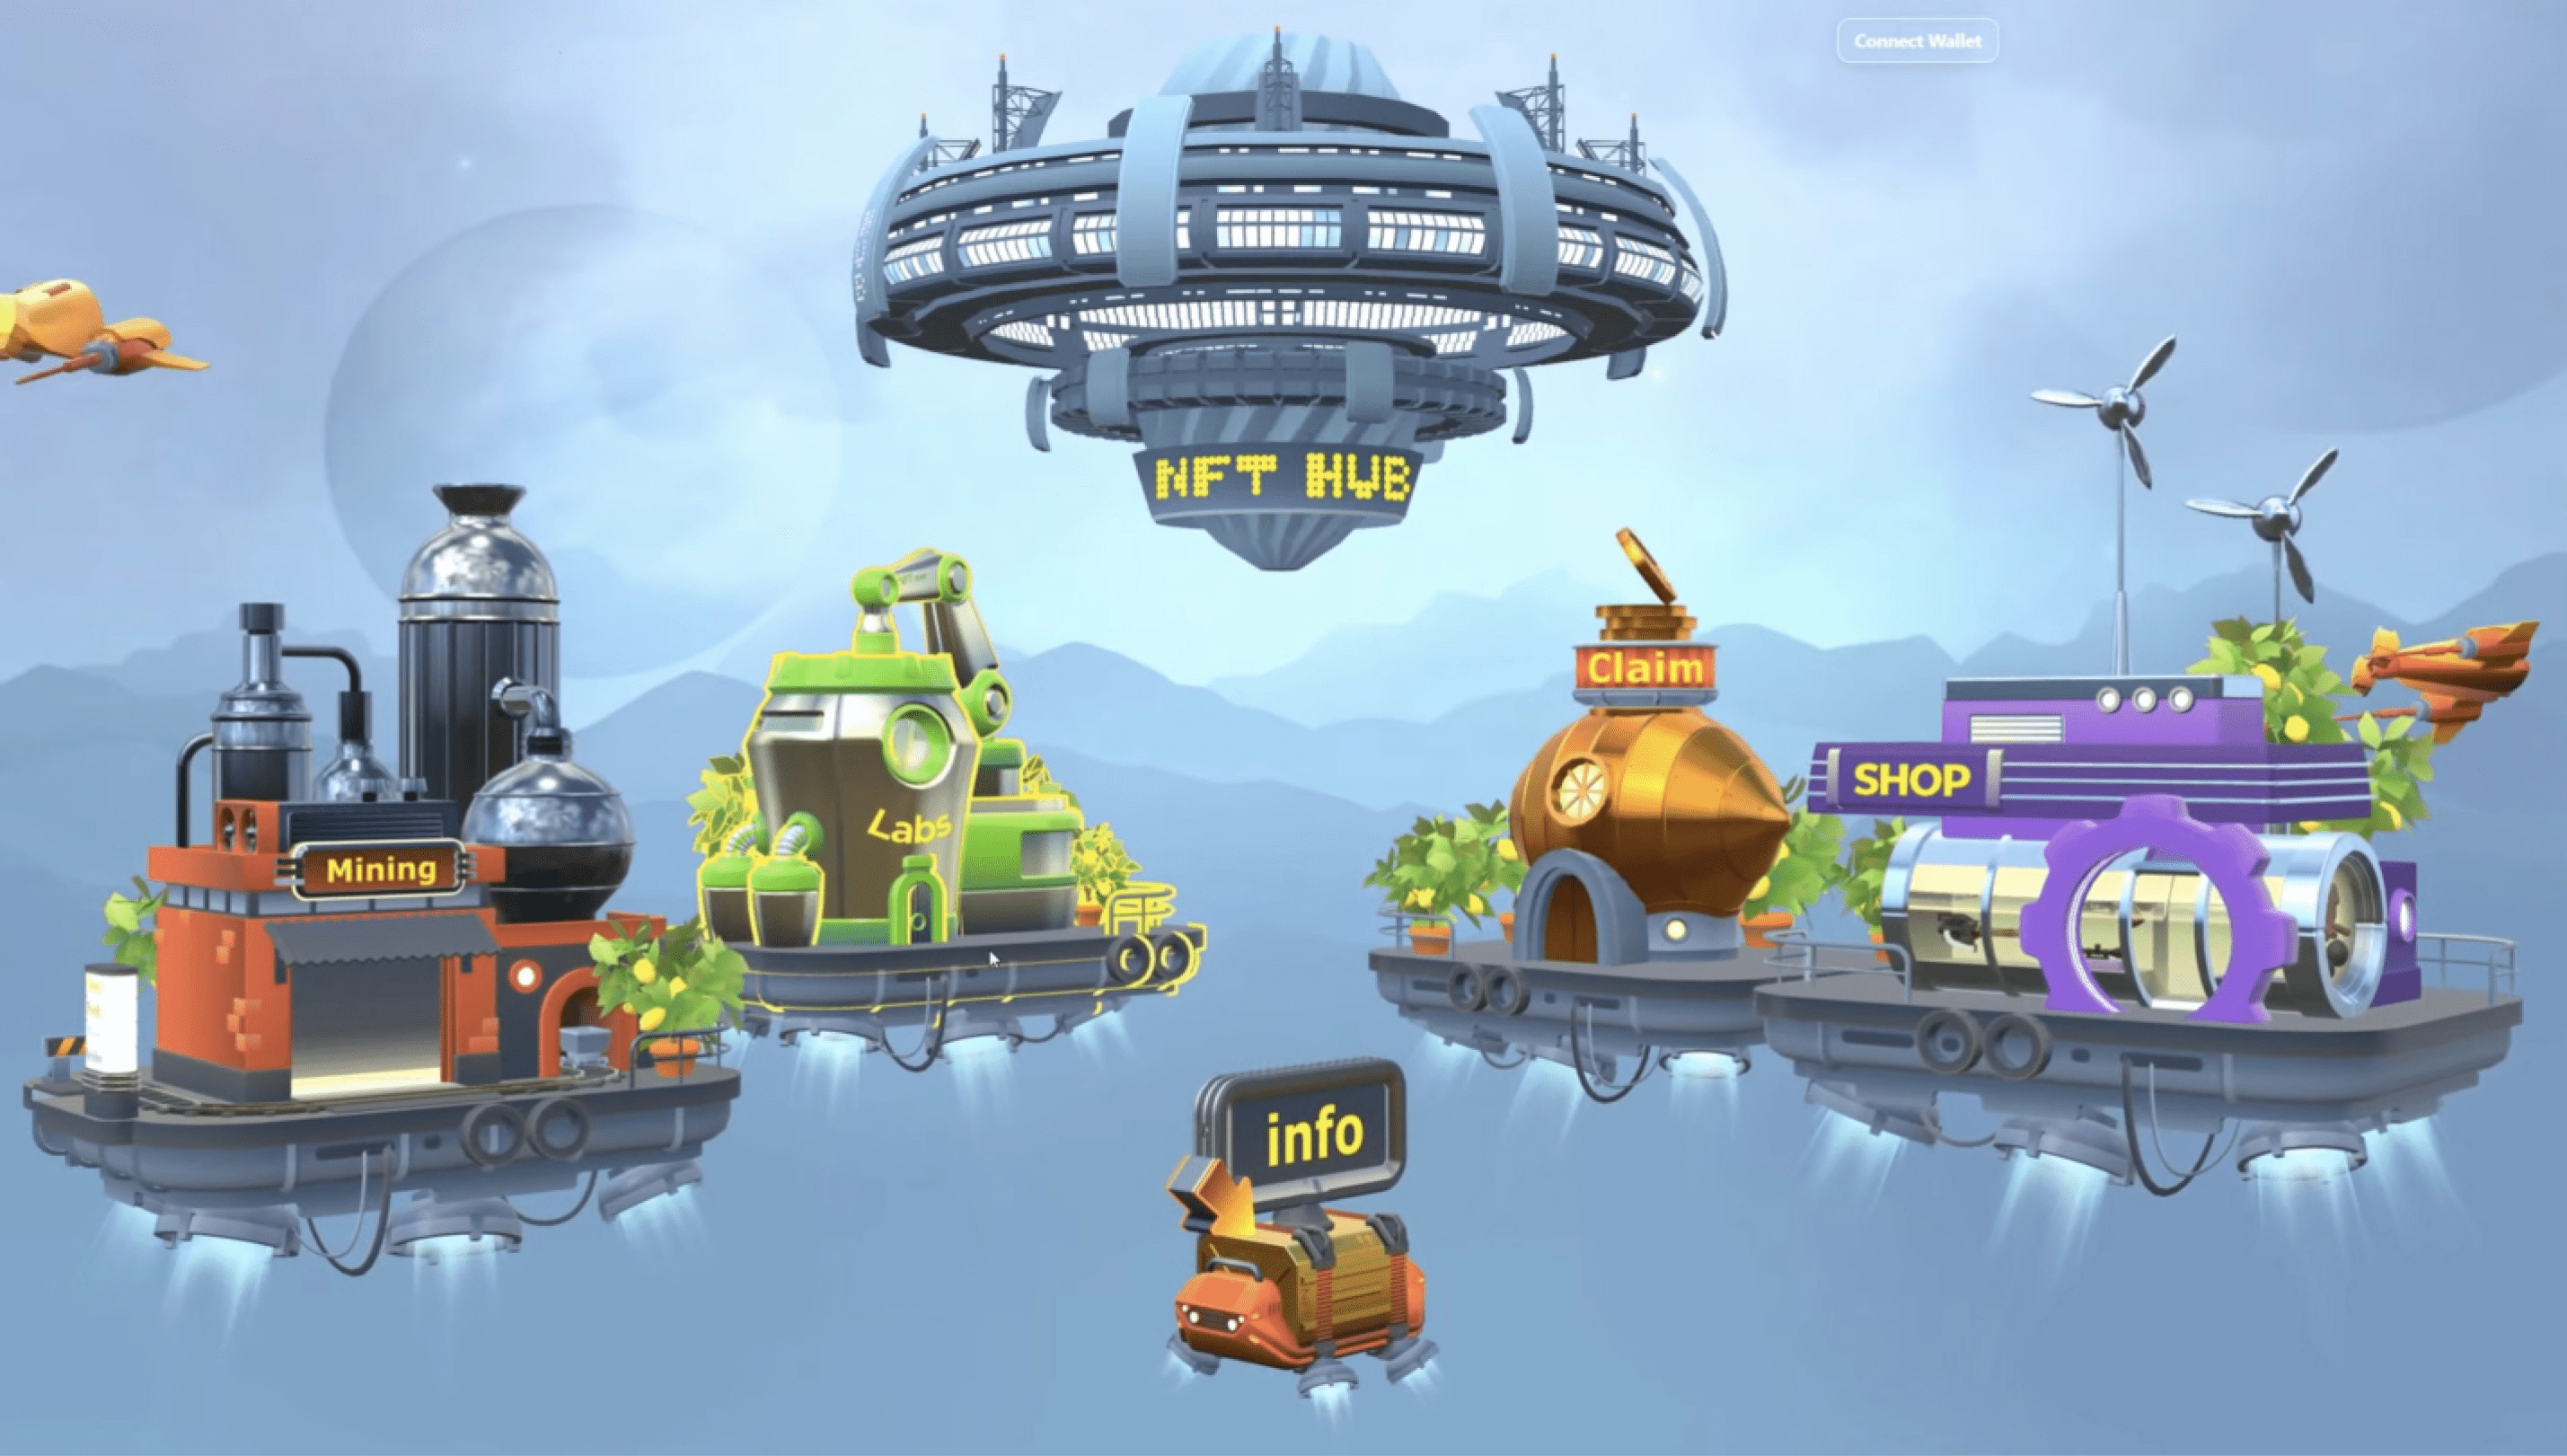 Connect Wallet
NFT HUB
Claim
SHOP
Labs
Mining
info